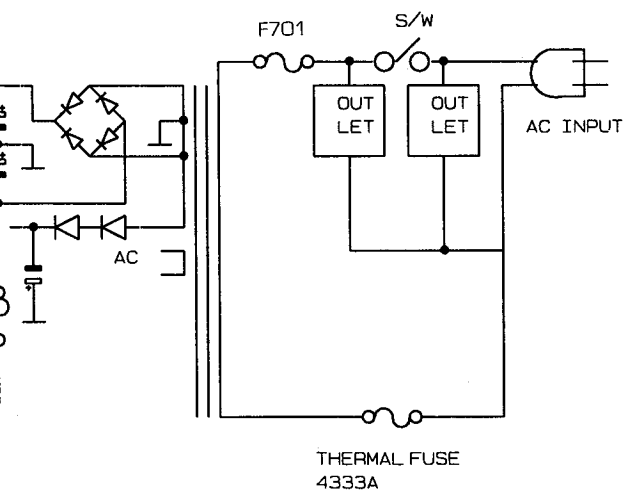 S/W
F701
OUT
LET
OUT
LET
AC INPUT
AC
THERMAL FUSE
4333A